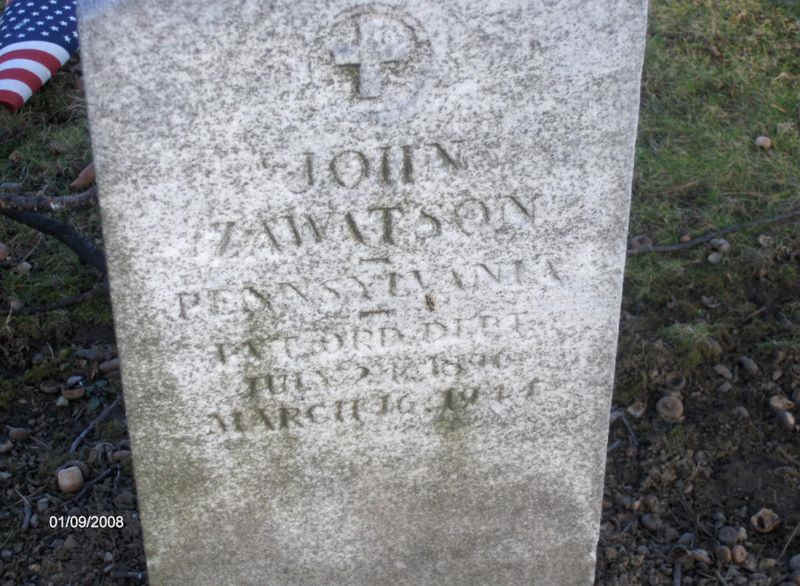 JOHN
ZAWATSON
PENNSYLVANIA
PVT. ORD. DEPT.
JULY 1896
MARCH 16, 1944
01/09/2008